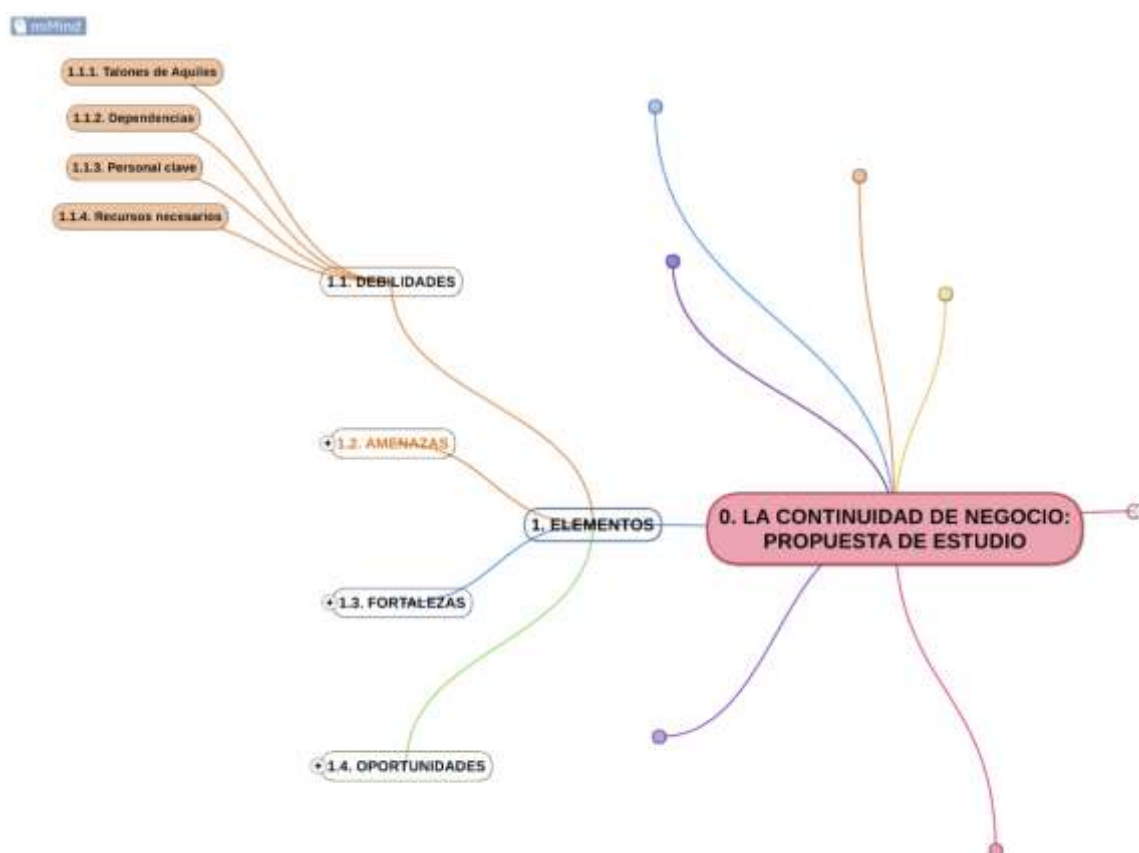 miMind
1.1.1. Talones de Aquiles
1.1.2. Dependencias
1.1.3. Personal clave
1.1.4. Recursos necesarios
1.1. DEBILIDADES
1.2. AMENAZAS
1. ELEMENTOS
0. LA CONTINUIDAD DE NEGOCIO:
PROPUESTA DE ESTUDIO
1.3. FORTALEZAS
1.4. OPORTUNIDADES